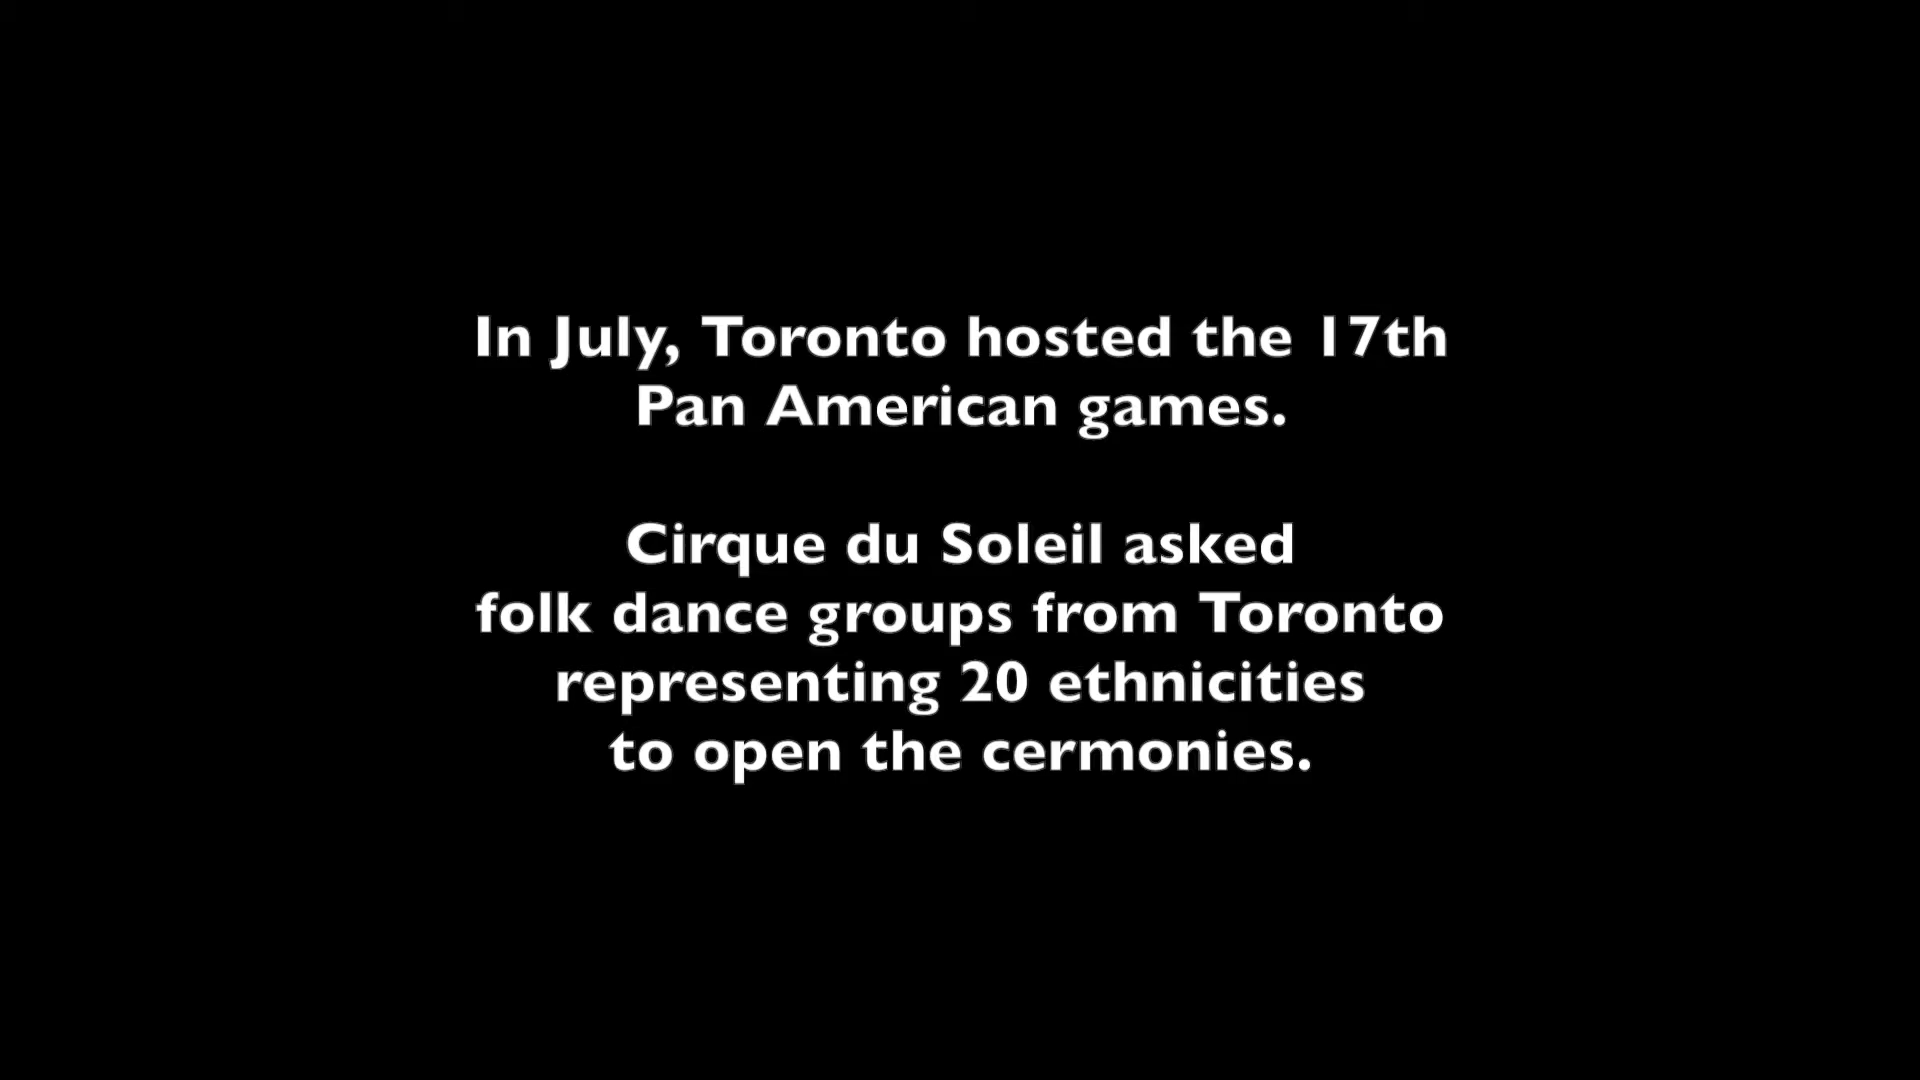 In July, Toronto hosted the 17th
Pan American games.
Cirque du Soleil asked
folk dance groups from Toronto
representing 20 ethnicities
to open the cermonies.